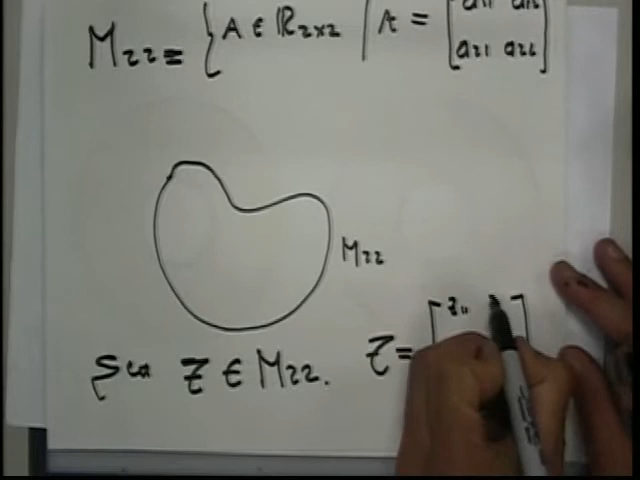 M22 = { A ∈ R2x2 | A = [ a11 a12
a21 a22 ]
M22
Sea Z ∈ M22. Z = [ z11